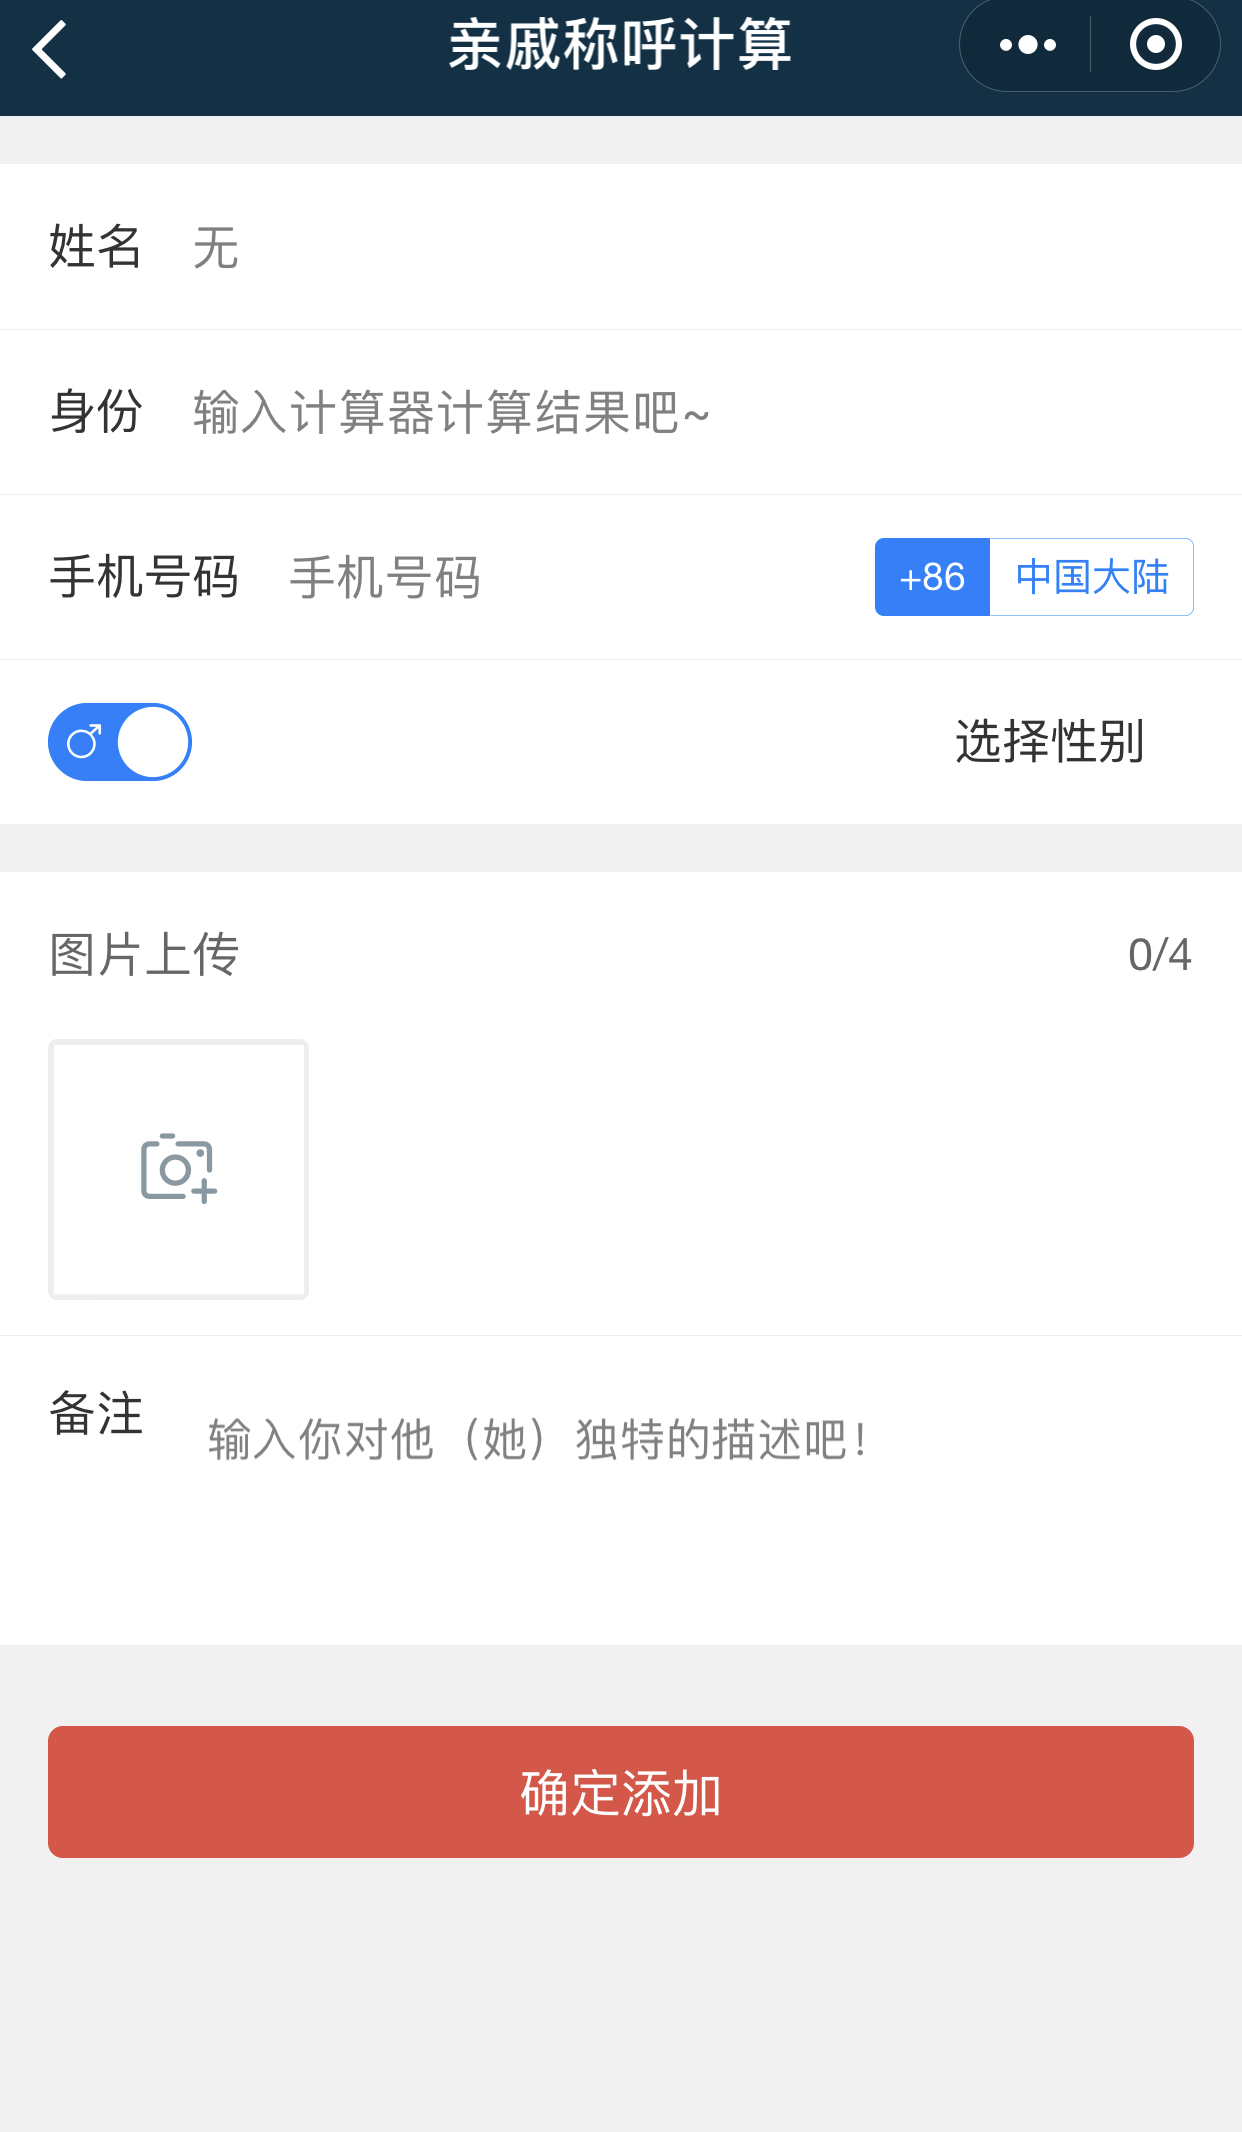 亲戚称呼计算
姓名 无
身份 输入计算器计算结果吧~
手机号码 手机号码 +86 中国大陆
选择性别
图片上传 0/4
备注 输入你对他（她）独特的描述吧！
确定添加